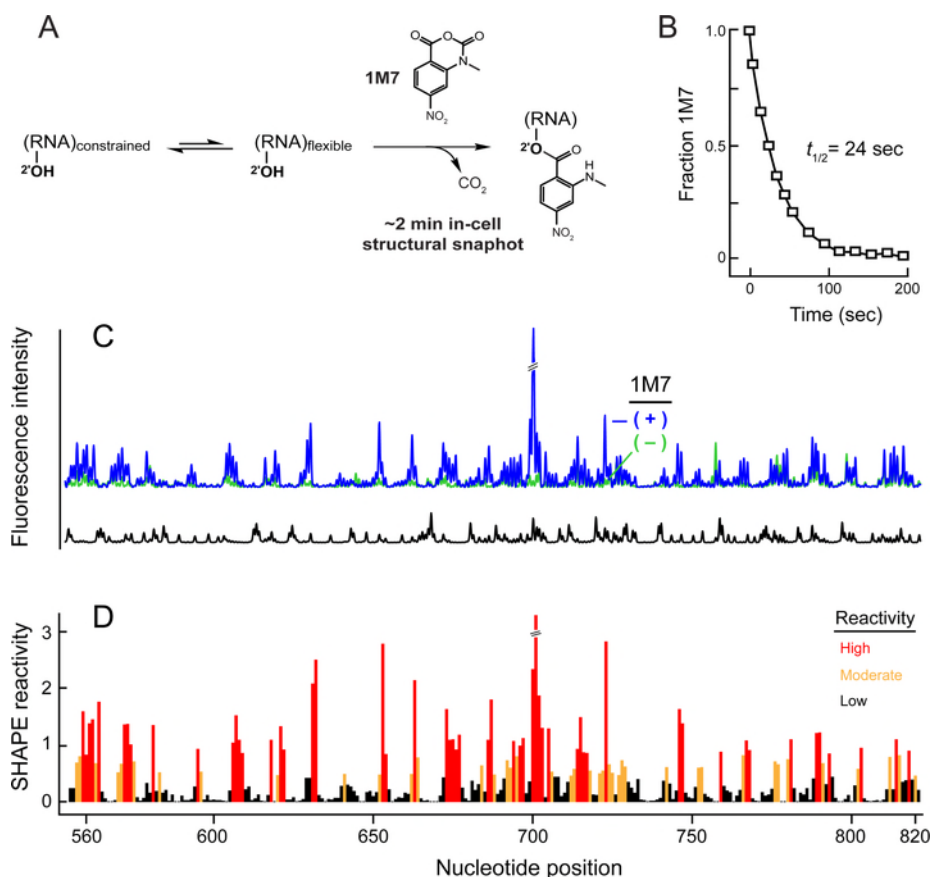 A
1M7
O
O
O
N
NO2
(RNA)constrained
2'OH
(RNA)flexible
2'OH
CO2
~2 min in-cell
structural snaphot
(RNA)
2'O
O
H
N
NO2
B
Fraction 1M7
1.0
0.5
0
t1/2= 24 sec
0
100
200
Time (sec)
C
Fluorescence intensity
1M7
(+)
(−)
D
SHAPE reactivity
3
2
1
0
Reactivity
High
Moderate
Low
560
600
650
700
750
800
820
Nucleotide position